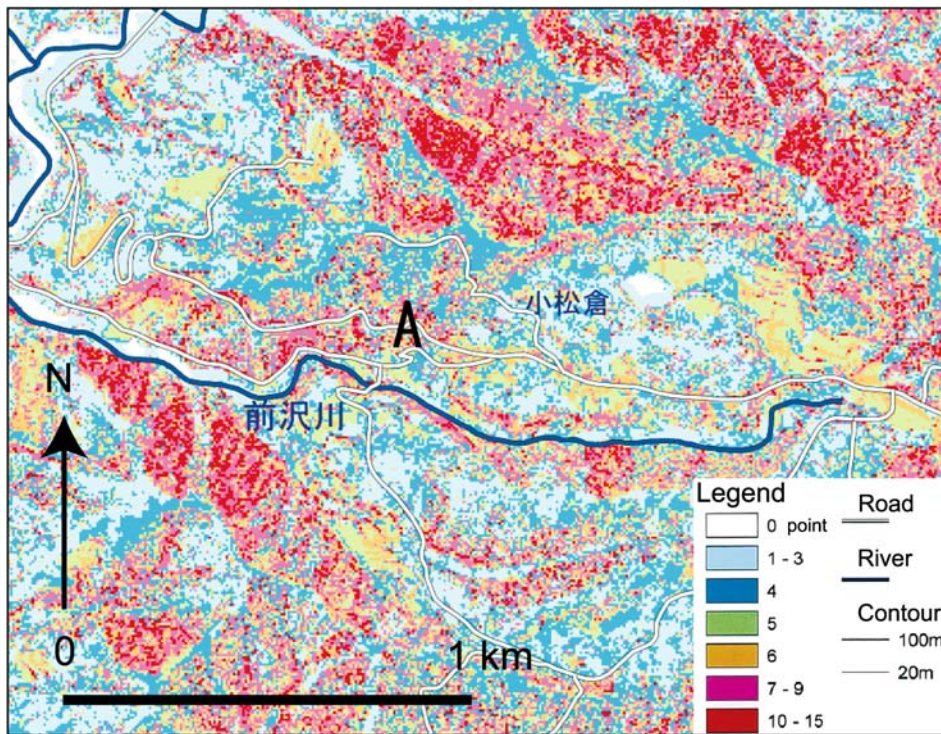 小松倉
A
N
前沢川
0
1 km
Legend
0 point
1 - 3
4
5
6
7 - 9
10 - 15
Road
River
Contour
100m
20m